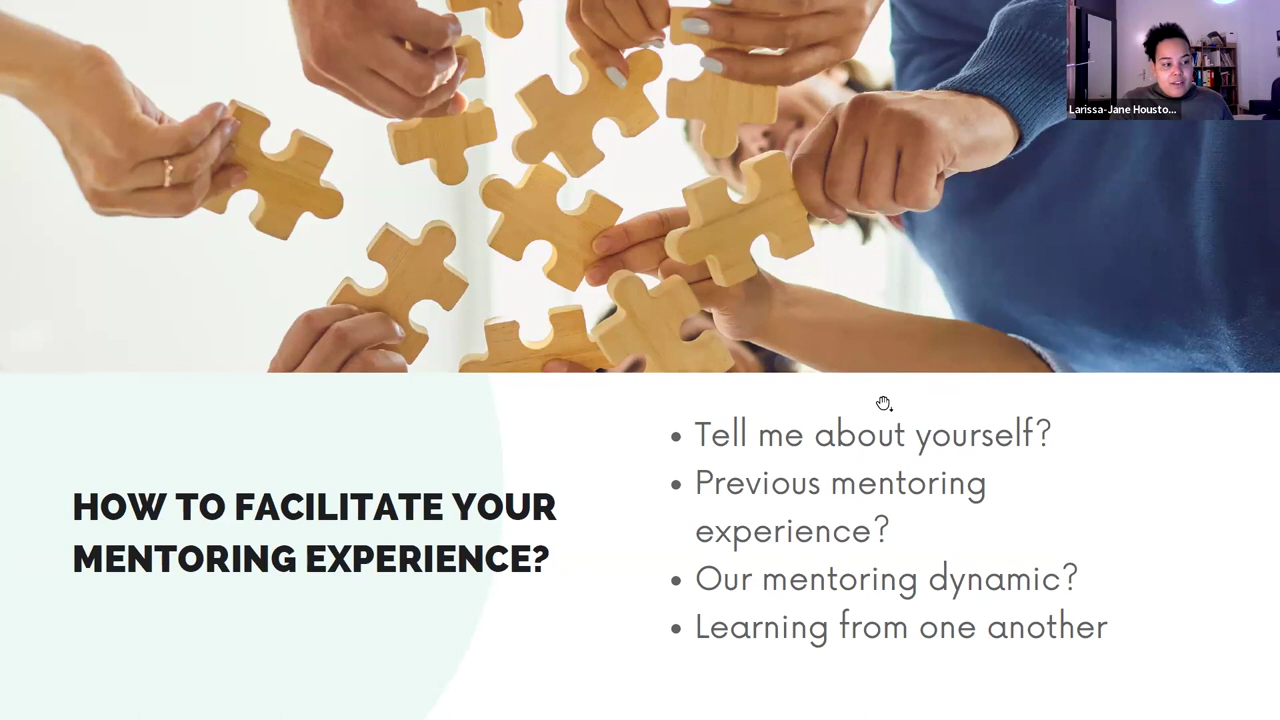 Larissa-Jane Housto...
HOW TO FACILITATE YOUR
MENTORING EXPERIENCE?
• Tell me about yourself?
• Previous mentoring
experience?
• Our mentoring dynamic?
• Learning from one another